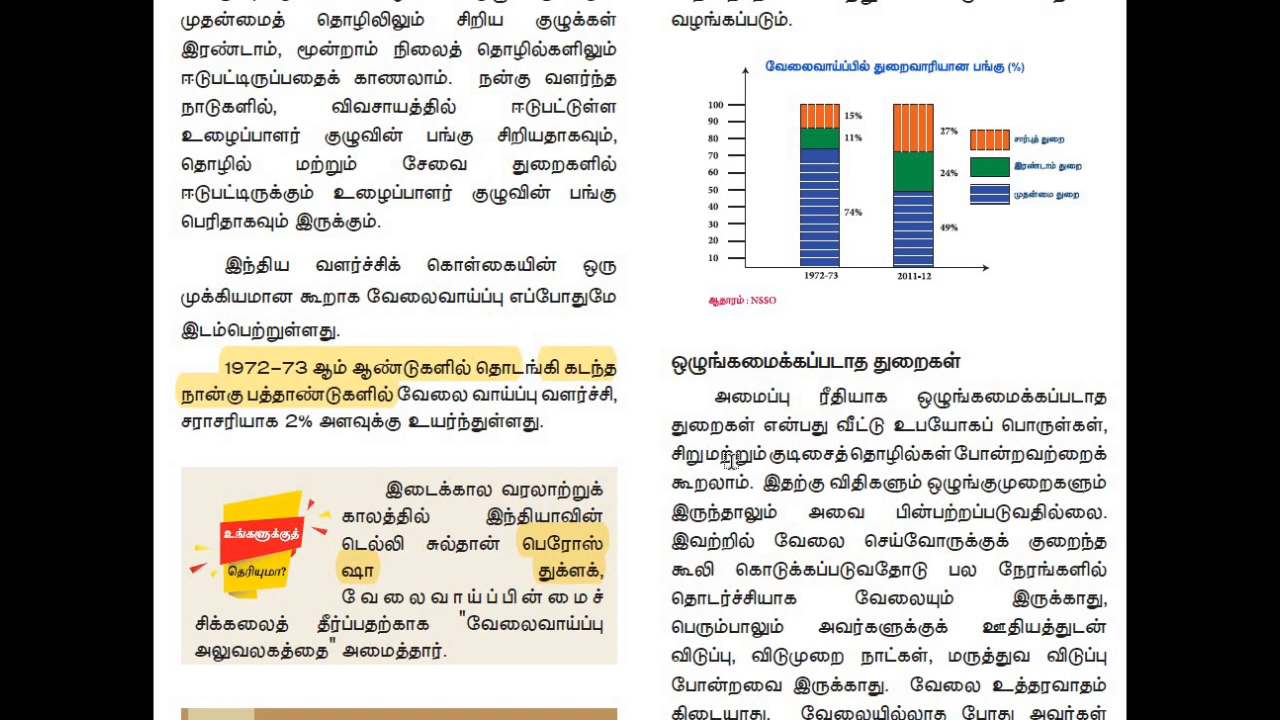 முதன்மைத் தொழிலிலும் சிறிய குழுக்கள்
இரண்டாம், மூன்றாம் நிலைத் தொழில்களிலும்
ஈடுபட்டிருப்பதைக் காணலாம். நன்கு வளர்ந்த
நாடுகளில், விவசாயத்தில் ஈடுபட்டுள்ள
உழைப்பாளர் குழுவின் பங்கு சிறியதாகவும்,
தொழில் மற்றும் சேவை துறைகளில்
ஈடுபட்டிருக்கும் உழைப்பாளர் குழுவின் பங்கு
பெரிதாகவும் இருக்கும்.
இந்திய வளர்ச்சிக் கொள்கையின் ஒரு
முக்கியமான கூறாக வேலைவாய்ப்பு எப்போதுமே
இடம்பெற்றுள்ளது.
1972–73 ஆம் ஆண்டுகளில் தொடங்கி கடந்த
நான்கு பத்தாண்டுகளில் வேலை வாய்ப்பு வளர்ச்சி,
சராசரியாக 2% அளவுக்கு உயர்ந்துள்ளது.
உங்களுக்குத்
தெரியுமா?
இடைக்கால வரலாற்றுக்
காலத்தில் இந்தியாவின்
டெல்லி சுல்தான் பெரோஸ்
ஷா துக்ளக்,
வேலைவாய்ப்பின்மைச்
சிக்கலைத் தீர்ப்பதற்காக "வேலைவாய்ப்பு
அலுவலகத்தை" அமைத்தார்.
வழங்கப்படும்.
வேலைவாய்ப்பில் துறைவாரியான பங்கு (%)
100
90
80
70
60
50
40
30
20
10
15%
11%
74%
27%
24%
49%
1972-73
2011-12
சார்புத் துறை
இரண்டாம் துறை
முதன்மை துறை
ஆதாரம் : NSSO
ஒழுங்கமைக்கப்படாத துறைகள்
அமைப்பு ரீதியாக ஒழுங்கமைக்கப்படாத
துறைகள் என்பது வீட்டு உபயோகப் பொருள்கள்,
சிறு மற்றும் குடிசைத் தொழில்கள் போன்றவற்றைக்
கூறலாம். இதற்கு விதிகளும் ஒழுங்குமுறைகளும்
இருந்தாலும் அவை பின்பற்றப்படுவதில்லை.
இவற்றில் வேலை செய்வோருக்குக் குறைந்த
கூலி கொடுக்கப்படுவதோடு பல நேரங்களில்
தொடர்ச்சியாக வேலையும் இருக்காது,
பெரும்பாலும் அவர்களுக்குக் ஊதியத்துடன்
விடுப்பு, விடுமுறை நாட்கள், மருத்துவ விடுப்பு
போன்றவை இருக்காது. வேலை உத்தரவாதம்
கிடையாது. வேலையில்லாத போது அவர்கள்